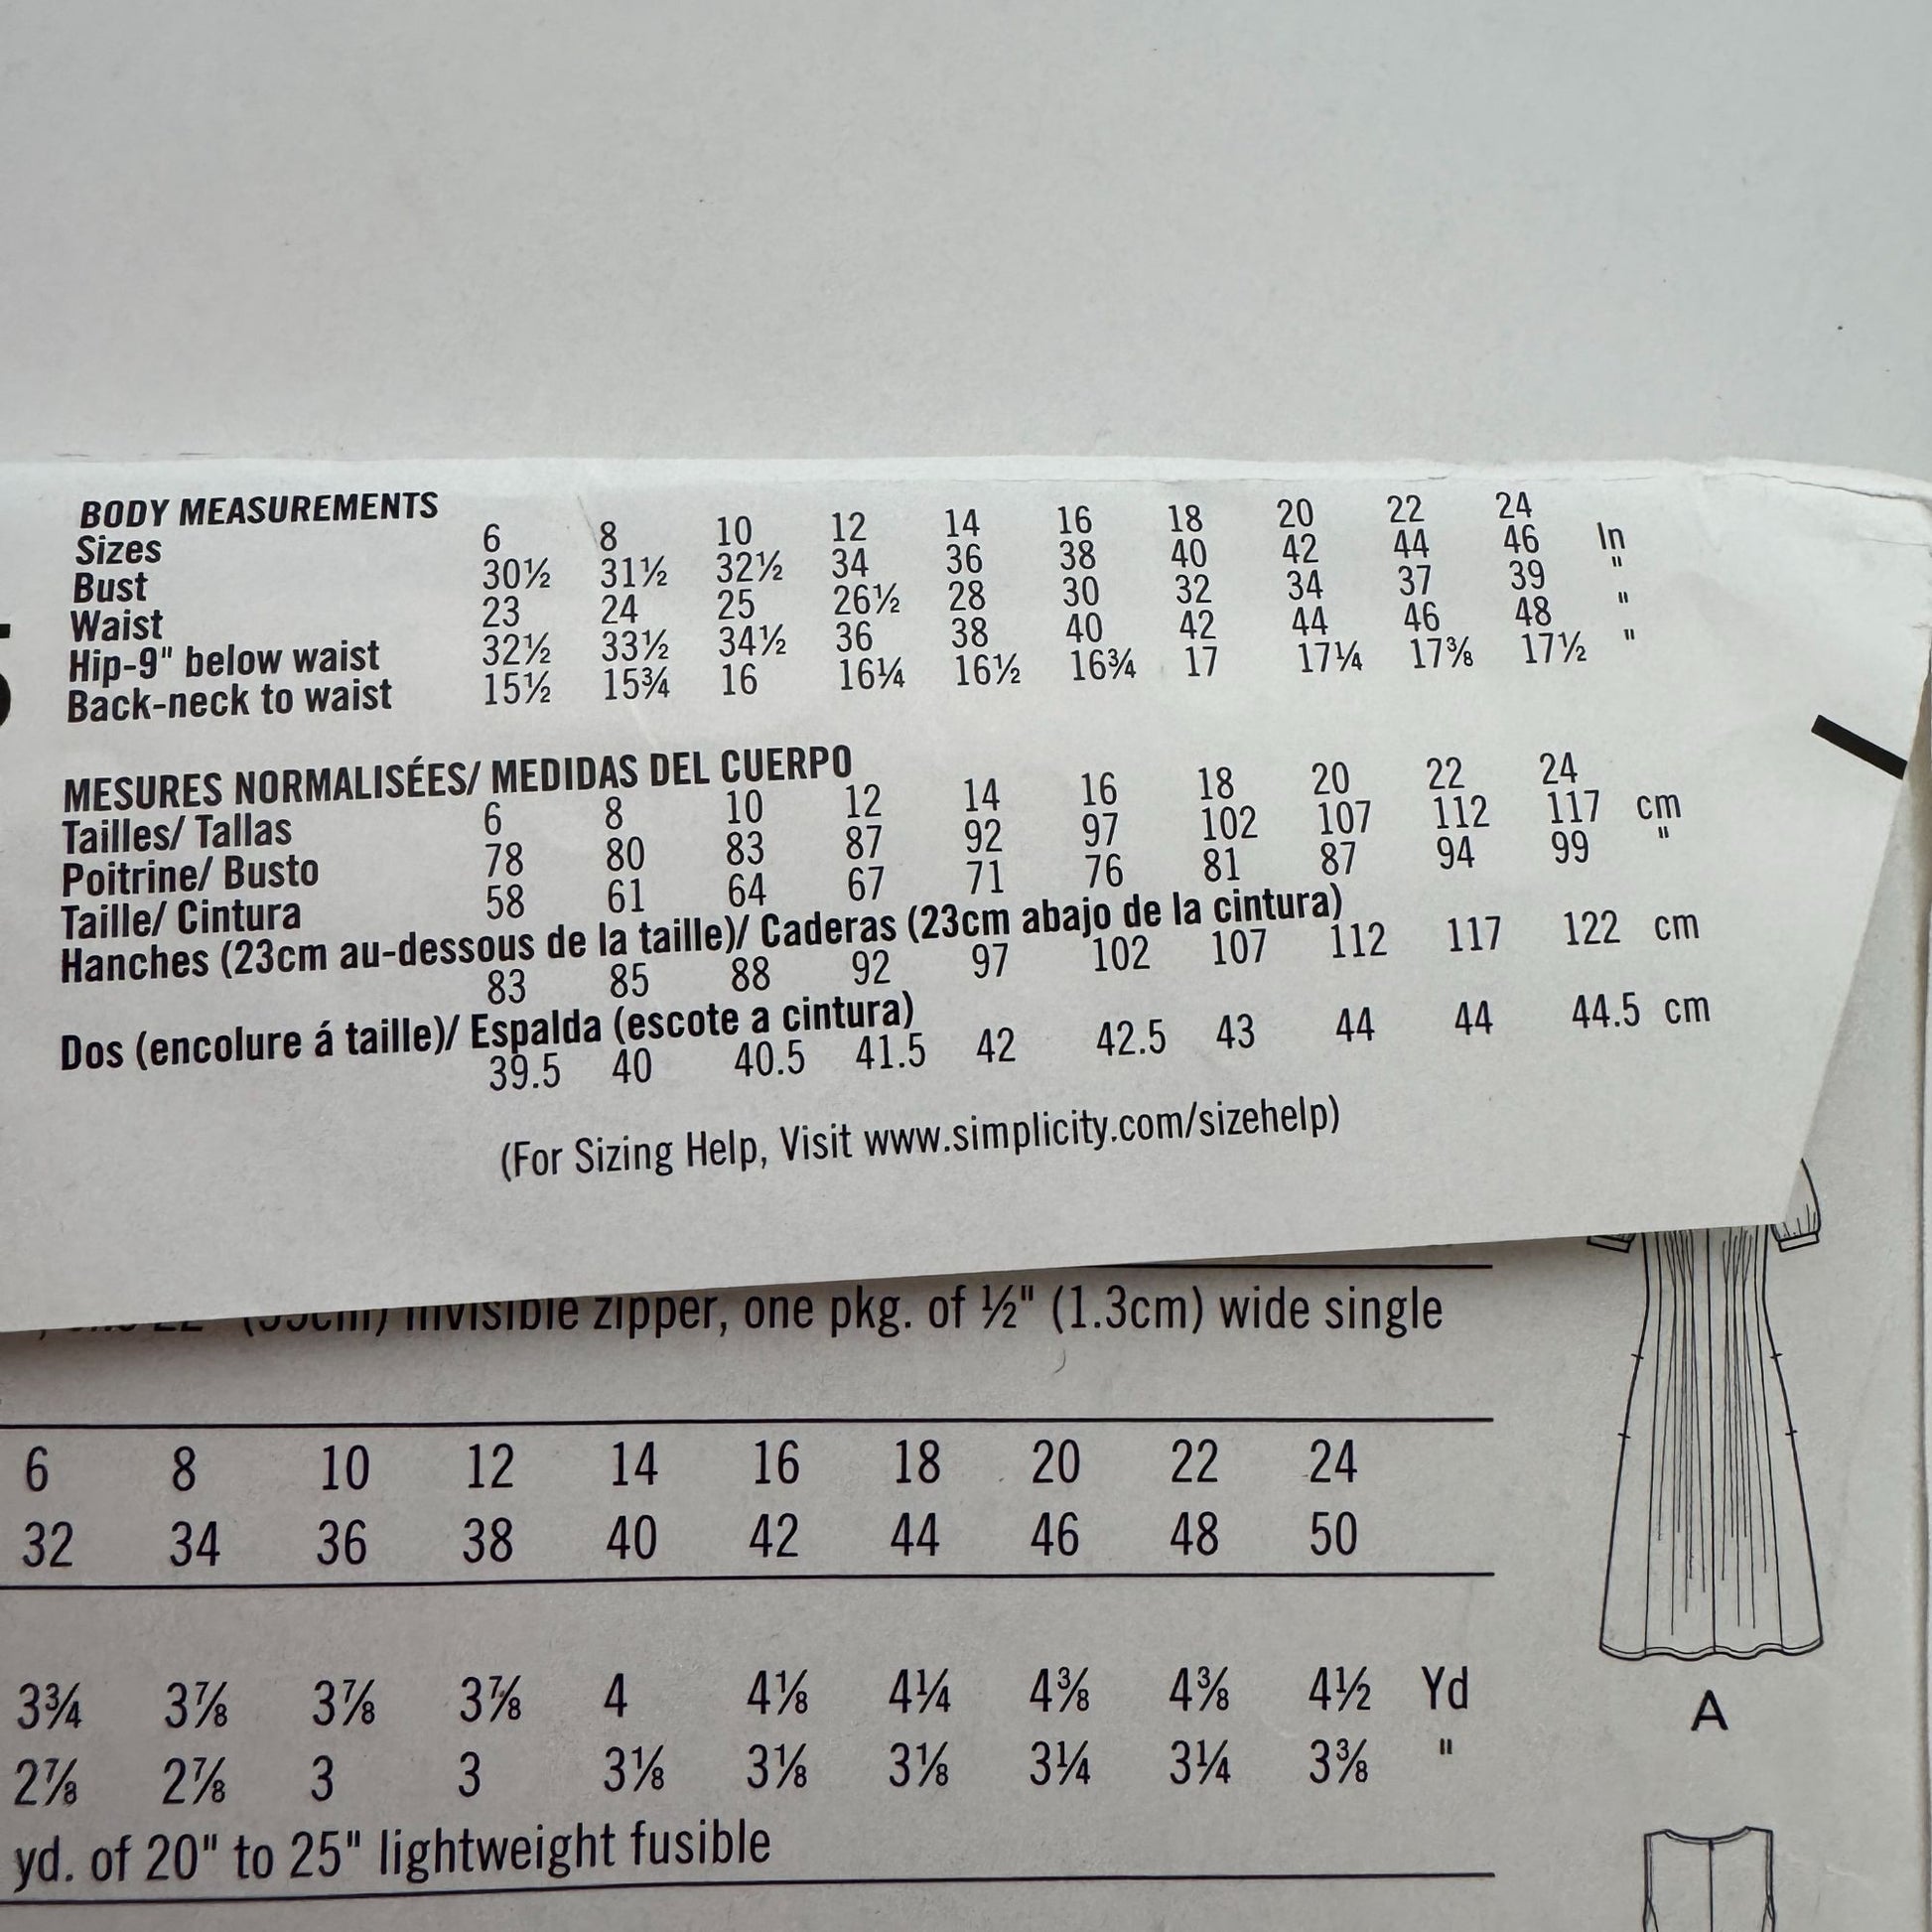 BODY MEASUREMENTS
Sizes 6 8 10 12 14 16 18 20 22 24
Bust 30½ 31½ 32½ 34 36 38 40 42 44 46 In
Waist 23 24 25 26½ 28 30 32 34 37 39 "
Hip-9" below waist 32½ 33½ 34½ 36 38 40 42 44 46 48 "
Back-neck to waist 15½ 15¾ 16 16¼ 16½ 16¾ 17 17¼ 17⅜ 17½ "
MESURES NORMALISÉES/ MEDIDAS DEL CUERPO
Tailles/ Tallas 6 8 10 12 14 16 18 20 22 24
Poitrine/ Busto 78 80 83 87 92 97 102 107 112 117 cm
Taille/ Cintura 58 61 64 67 71 76 81 87 94 99 "
Hanches (23cm au-dessous de la taille)/ Caderas (23cm abajo de la cintura)
83 85 88 92 97 102 107 112 117 122 cm
Dos (encolure á taille)/ Espalda (escote a cintura)
39.5 40 40.5 41.5 42 42.5 43 44 44 44.5 cm
(For Sizing Help, Visit www.simplicity.com/sizehelp)
invisible zipper, one pkg. of ½" (1.3cm) wide single
6 8 10 12 14 16 18 20 22 24
32 34 36 38 40 42 44 46 48 50
3¾ 3⅞ 3⅞ 3⅞ 4 4⅛ 4¼ 4⅜ 4⅜ 4½ Yd
2⅞ 2⅞ 3 3 3⅛ 3⅛ 3⅛ 3¼ 3¼ 3⅜ "
yd. of 20" to 25" lightweight fusible
A